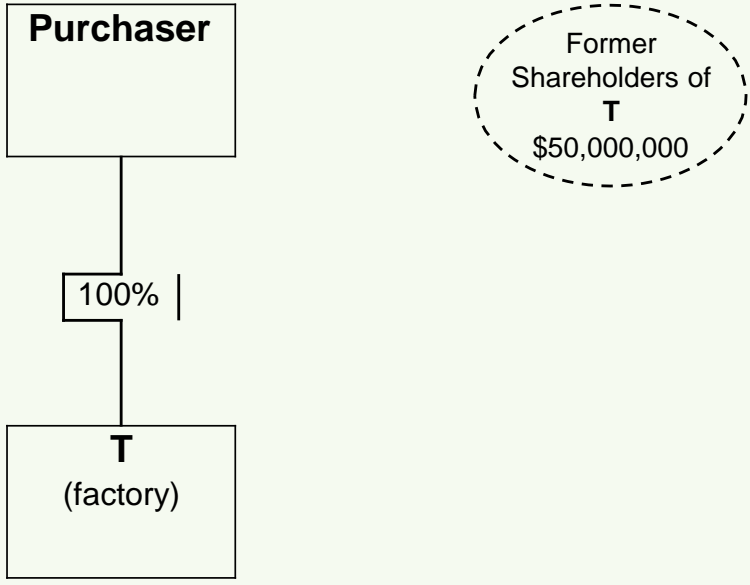 Purchaser
Former
Shareholders of
T
$50,000,000
100%
T
(factory)